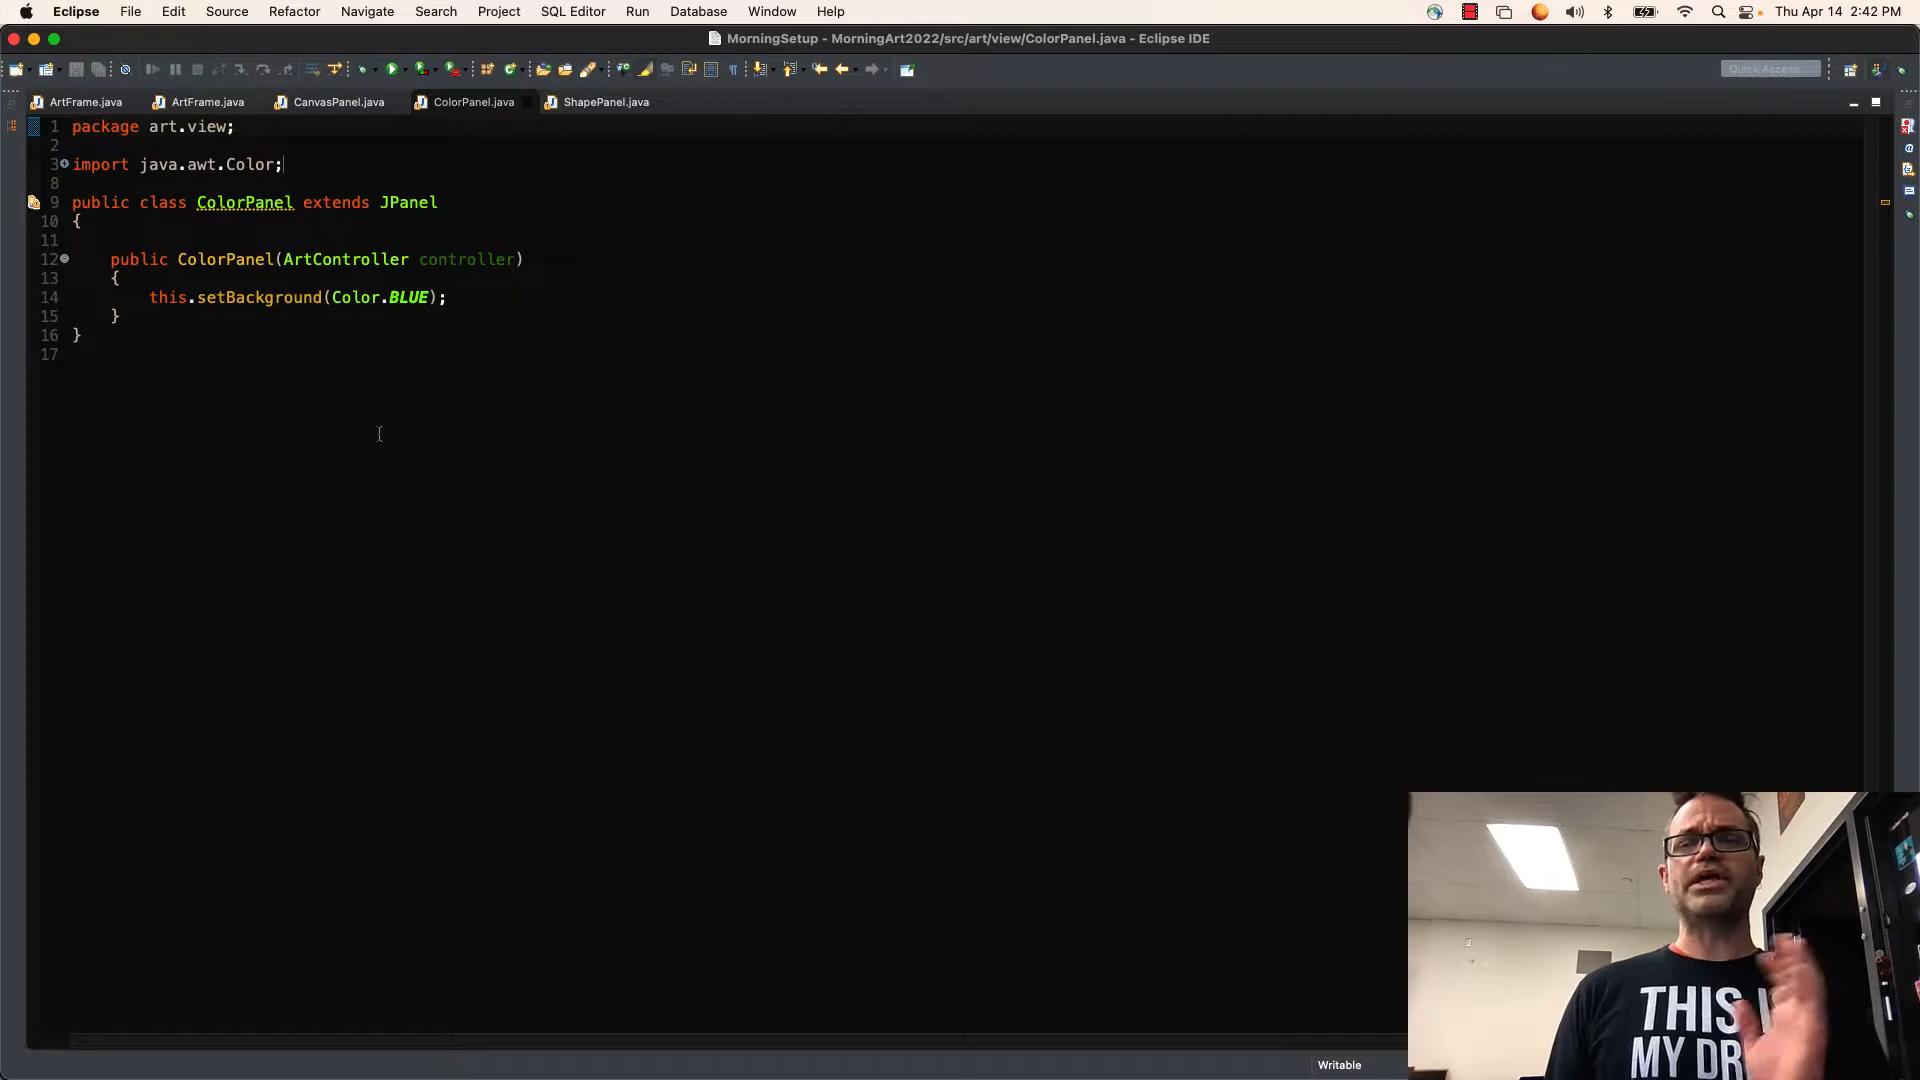 Eclipse File Edit Source Refactor Navigate Search Project SQL Editor Run Database Window Help Thu Apr 14 2:42 PM
MorningSetup - MorningArt2022/src/art/view/ColorPanel.java - Eclipse IDE
Quick Access
ArtFrame.java ArtFrame.java CanvasPanel.java ColorPanel.java ShapePanel.java
1 package art.view;
2
3 import java.awt.Color;
8
9 public class ColorPanel extends JPanel
10 {
11
12 public ColorPanel(ArtController controller)
13 {
14 this.setBackground(Color.BLUE);
15 }
16 }
17
THIS
MY
Writable